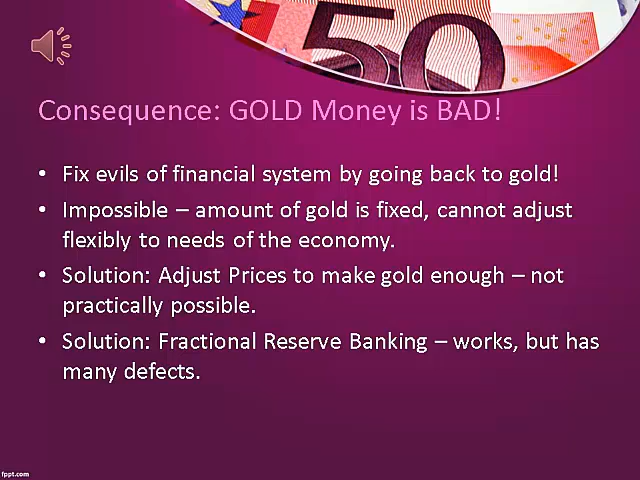 50
Consequence: GOLD Money is BAD!
• Fix evils of financial system by going back to gold!
• Impossible – amount of gold is fixed, cannot adjust
flexibly to needs of the economy.
• Solution: Adjust Prices to make gold enough – not
practically possible.
• Solution: Fractional Reserve Banking – works, but has
many defects.
fppt.com